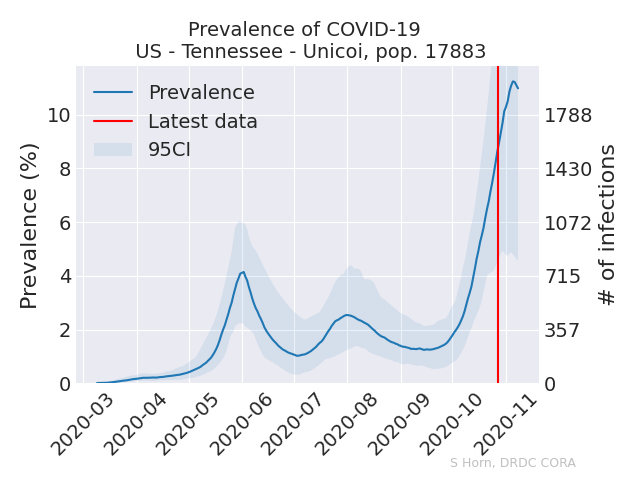 Prevalence of COVID-19
US - Tennessee - Unicoi, pop. 17883
Prevalence
Latest data
95CI
Prevalence (%)
10
8
6
4
2
0
1788
1430
1072
715
357
0
# of infections
2020-03
2020-04
2020-05
2020-06
2020-07
2020-08
2020-09
2020-10
2020-11
S Horn, DRDC CORA